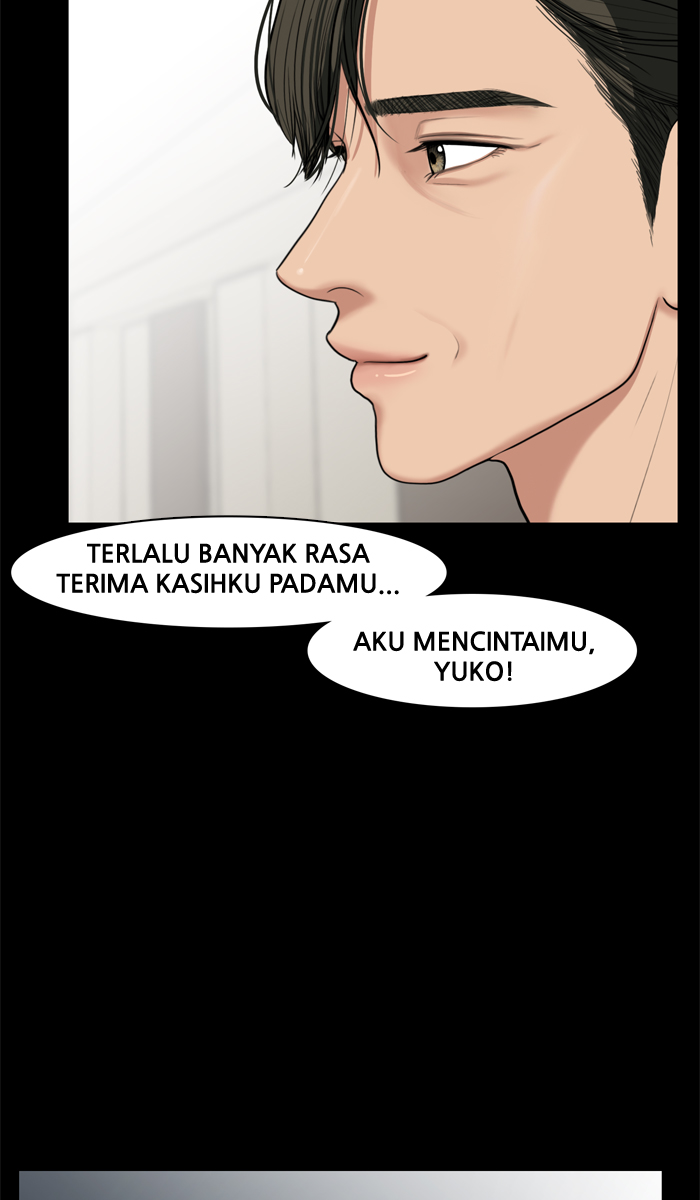 TERLALU BANYAK RASA
TERIMA KASIHKU PADAMU...
AKU MENCINTAIMU,
YUKO!